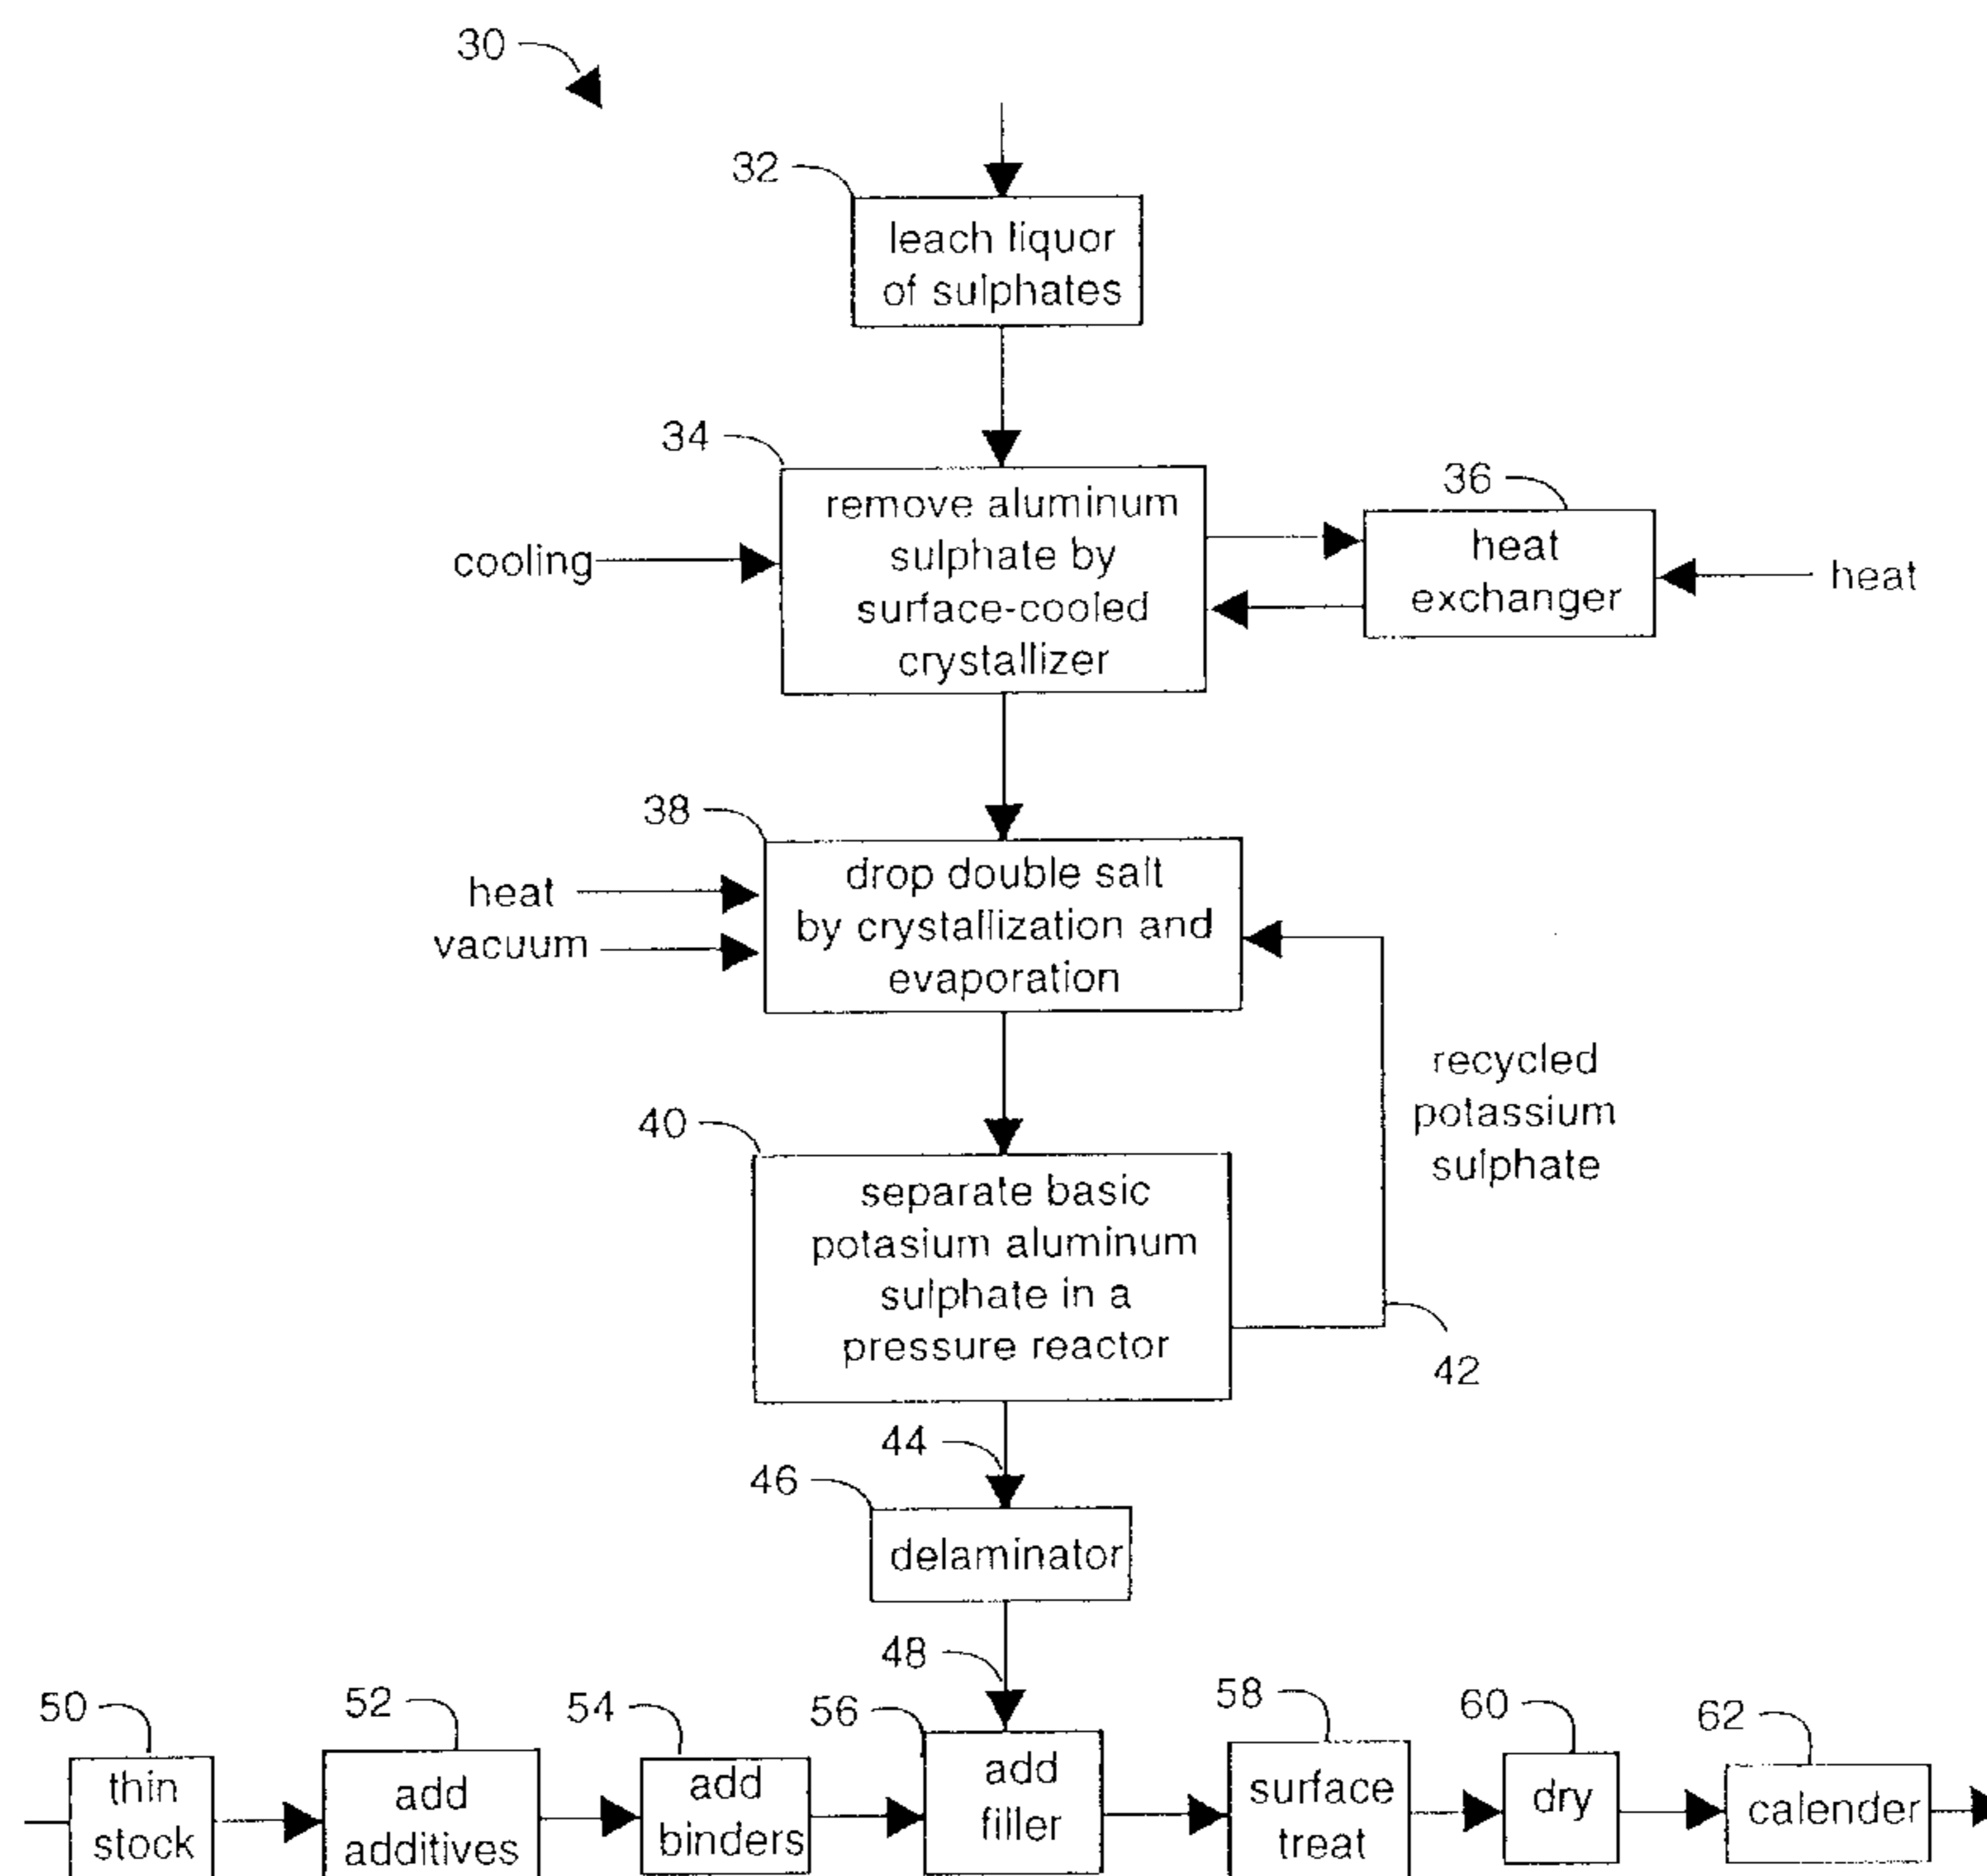 30
32
leach liquor
of sulphates
34
remove aluminum
sulphate by
surface-cooled
crystallizer
cooling
36
heat
exchanger
heat
38
drop double salt
by crystallization and
evaporation
heat
vacuum
recycled
potassium
sulphate
40
separate basic
potasium aluminum
sulphate in a
pressure reactor
42
44
46
delaminator
48
50
thin
stock
52
add
additives
54
add
binders
56
add
filler
58
surface
treat
60
dry
62
calender